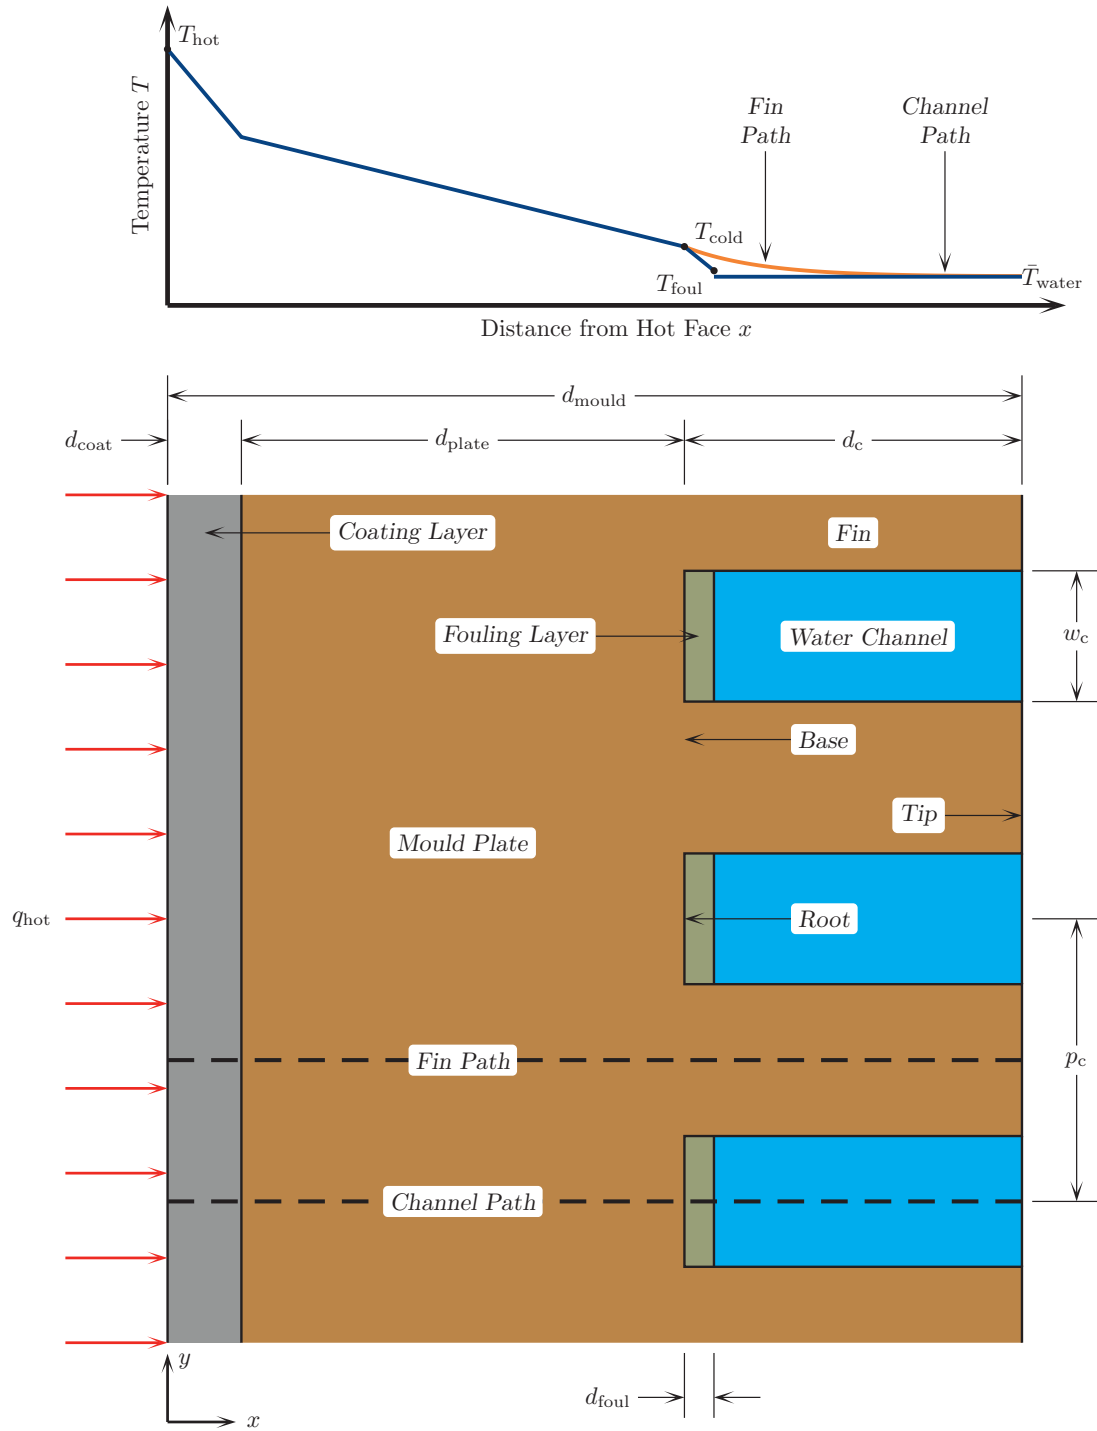 T_hot
Temperature T
Fin
Path
Channel
Path
T_cold
T_foul
T̄_water
Distance from Hot Face x
d_mould
d_coat
d_plate
d_c
Coating Layer
Fin
Fouling Layer
Water Channel
w_c
Base
Tip
Mould Plate
q_hot
Root
Fin Path
p_c
Channel Path
y
d_foul
x